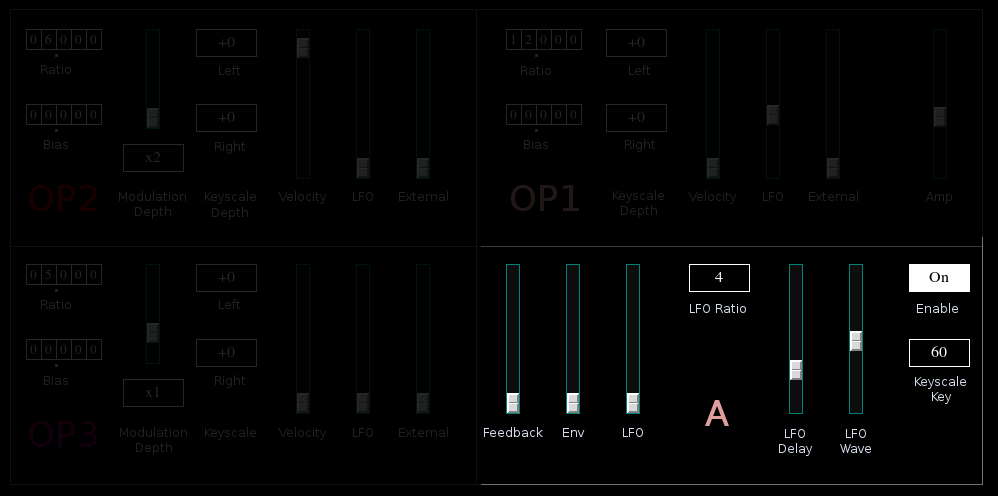 0 6 0 0 0
+0
1 2 0 0 0
+0
Ratio
Left
Ratio
Left
0 0 0 0 0
+0
0 0 0 0 0
+0
Bias
Right
Bias
Right
x2
OP2
Modulation
Depth
Keyscale
Depth
Velocity
LFO
External
OP1
Keyscale
Depth
Velocity
LFO
External
Amp
0 5 0 0 0
+0
Ratio
Left
0 0 0 0 0
+0
Bias
Right
x1
OP3
Modulation
Depth
Keyscale
Velocity
LFO
External
4
LFO Ratio
On
Enable
60
Keyscale
Key
A
Feedback
Env
LFO
LFO
Delay
LFO
Wave